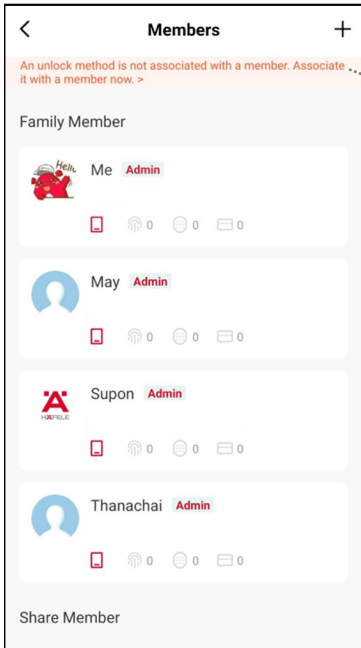 Members
An unlock method is not associated with a member. Associate
it with a member now. >
Family Member
Hello
Me Admin
0 0 0
May Admin
0 0 0
HÄFELE
Supon Admin
0 0 0
Thanachai Admin
0 0 0
Share Member